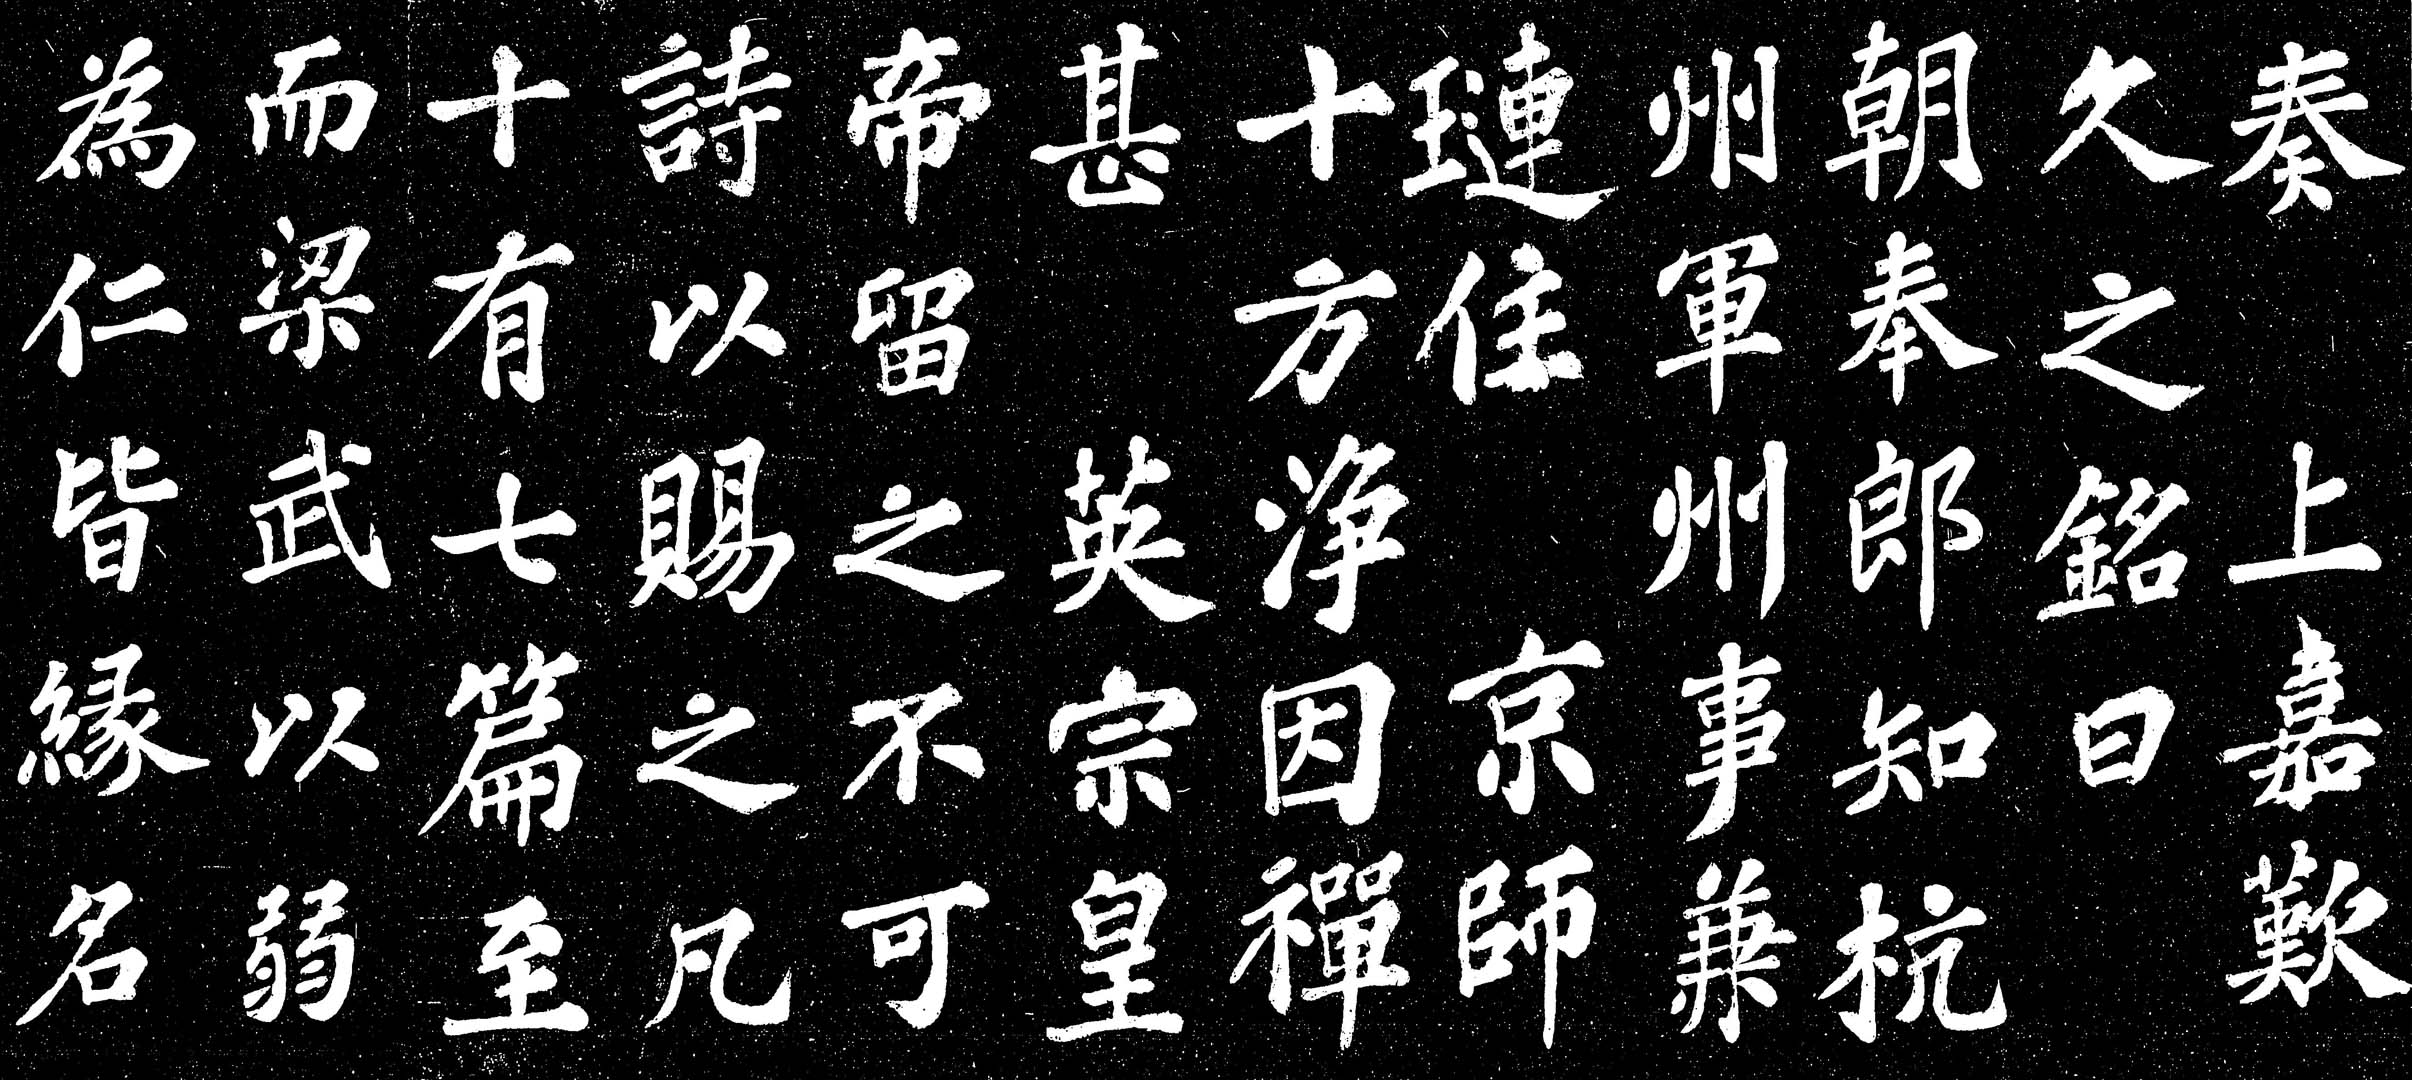 奏上嘉歎
久之銘曰
朝奉郎知杭
州軍州事兼
璉住京師
十方淨因禪
甚英宗皇
帝留之不可
詩以賜之凡
十有七篇至
而梁武以弱
為仁皆緣名